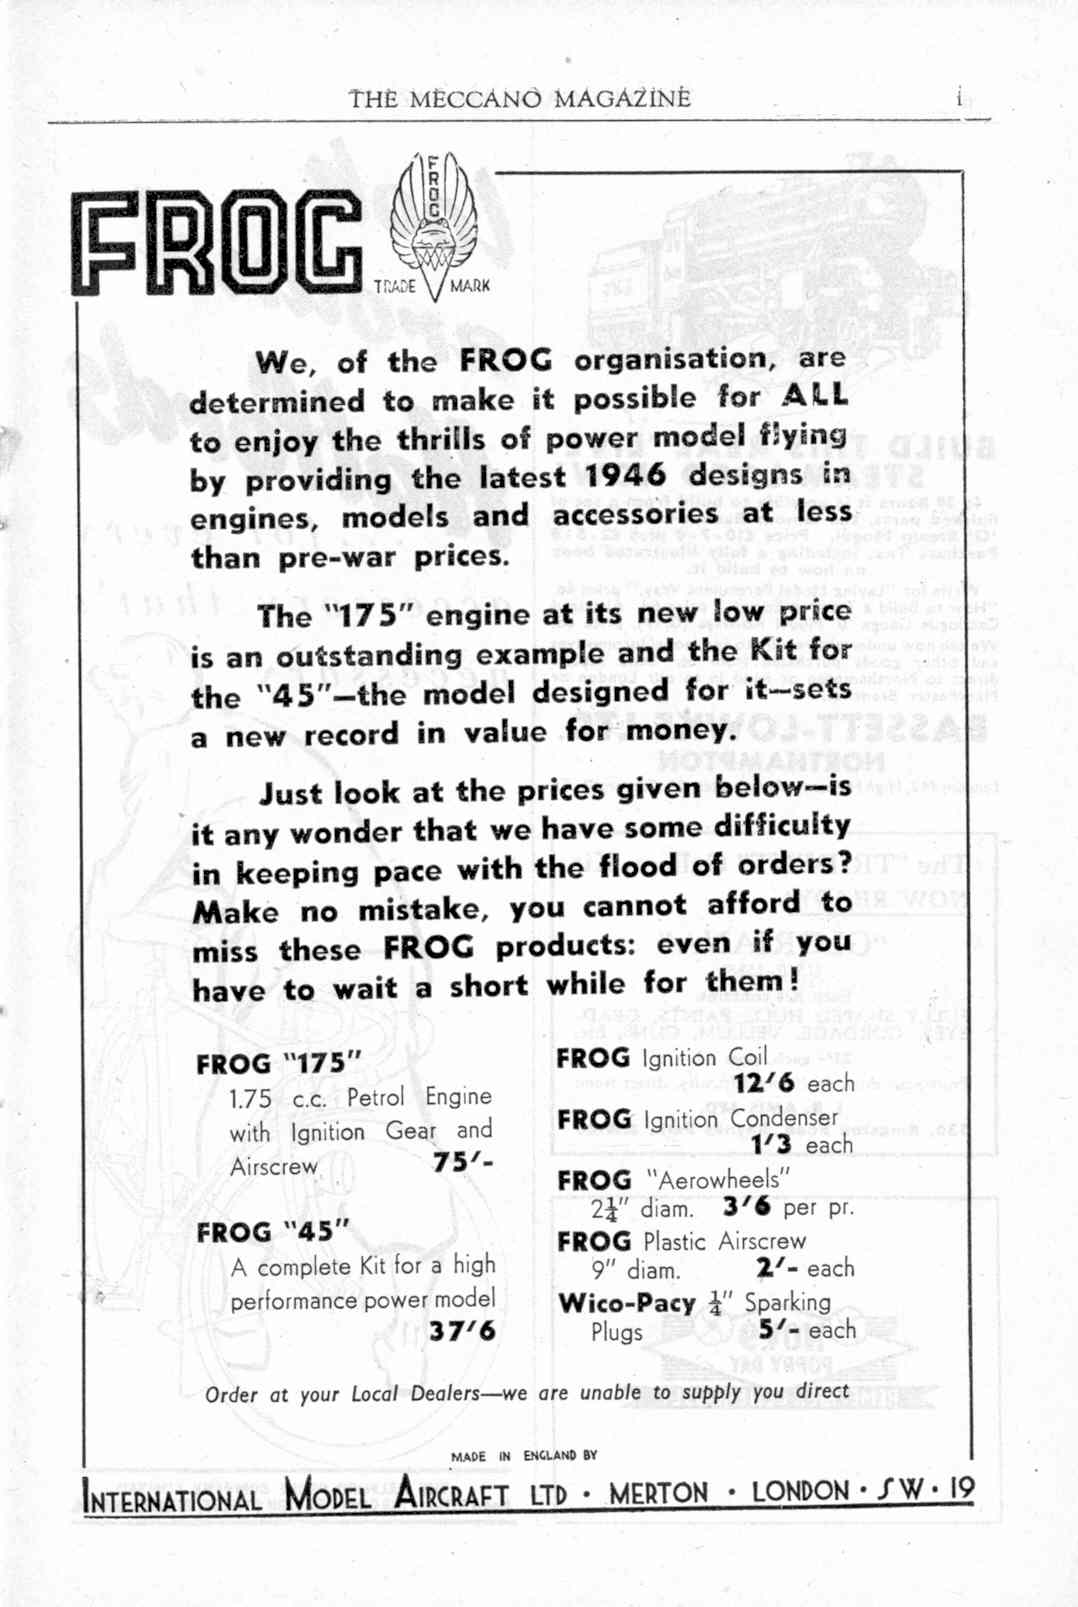 THE MECCANO MAGAZINE
i
FROG
FROG
TRADE MARK
We, of the FROG organisation, are
determined to make it possible for ALL
to enjoy the thrills of power model flying
by providing the latest 1946 designs in
engines, models and accessories at less
than pre-war prices.
The "175" engine at its new low price
is an outstanding example and the Kit for
the "45"—the model designed for it—sets
a new record in value for money.
Just look at the prices given below—is
it any wonder that we have some difficulty
in keeping pace with the flood of orders?
Make no mistake, you cannot afford to
miss these FROG products: even if you
have to wait a short while for them!
FROG "175"
1.75 c.c. Petrol Engine
with Ignition Gear and
Airscrew 75/-
FROG "45"
A complete Kit for a high
performance power model
37/6
FROG Ignition Coil
12/6 each
FROG Ignition Condenser
1/3 each
FROG "Aerowheels"
2¼" diam. 3/6 per pr.
FROG Plastic Airscrew
9" diam. 2/- each
Wico-Pacy ¼" Sparking
Plugs 5/- each
Order at your Local Dealers—we are unable to supply you direct
MADE IN ENGLAND BY
INTERNATIONAL MODEL AIRCRAFT LTD · MERTON · LONDON · SW · 19